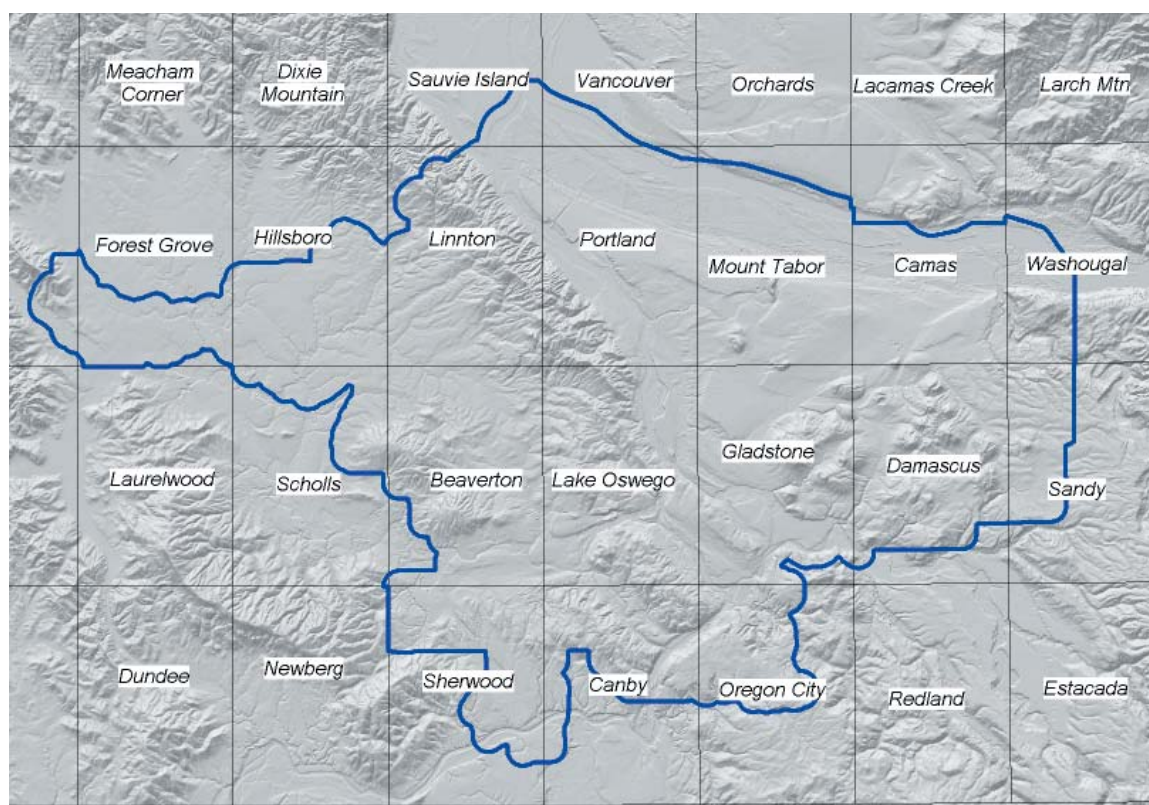 Meacham
Corner
Dixie
Mountain
Sauvie Island
Vancouver
Orchards
Lacamas Creek
Larch Mtn
Forest Grove
Hillsboro
Linnton
Portland
Mount Tabor
Camas
Washougal
Laurelwood
Scholls
Beaverton
Lake Oswego
Gladstone
Damascus
Sandy
Dundee
Newberg
Sherwood
Canby
Oregon City
Redland
Estacada